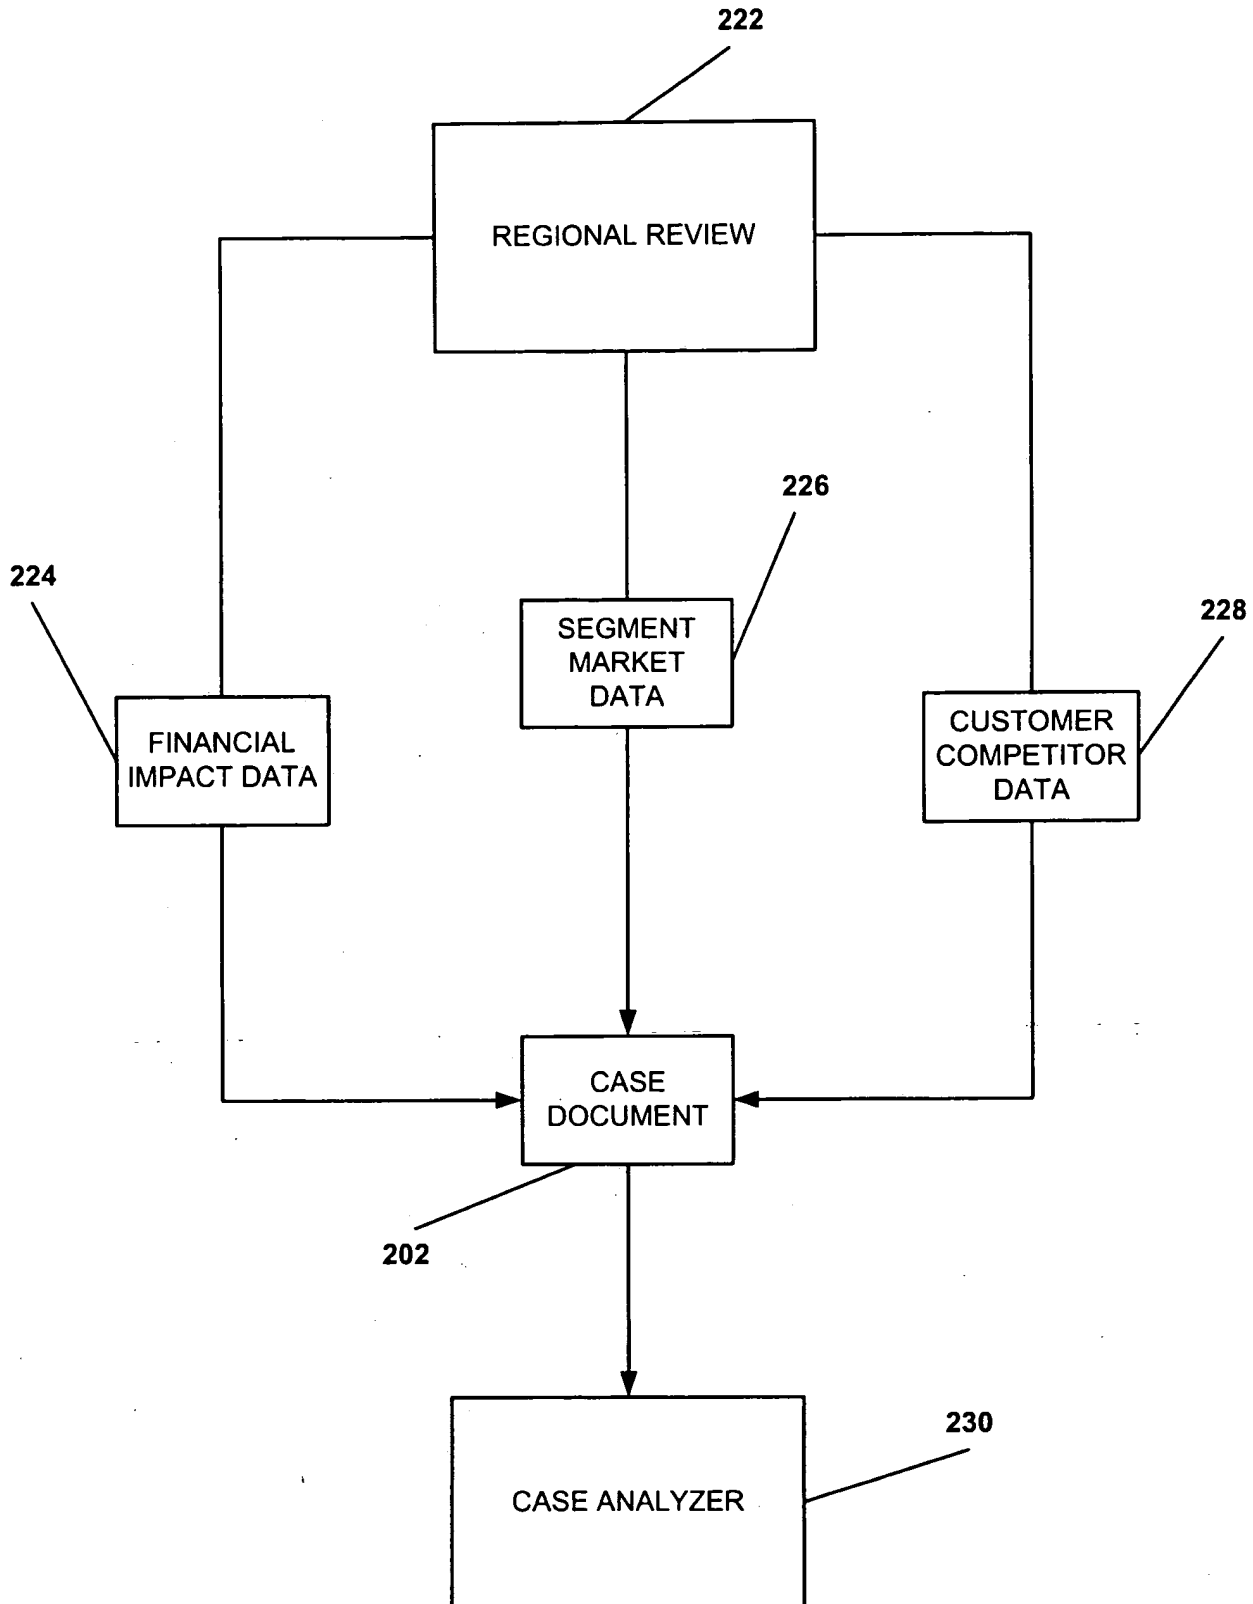 222
REGIONAL REVIEW
226
224
SEGMENT
MARKET
DATA
228
FINANCIAL
IMPACT DATA
CUSTOMER
COMPETITOR
DATA
CASE
DOCUMENT
202
230
CASE ANALYZER